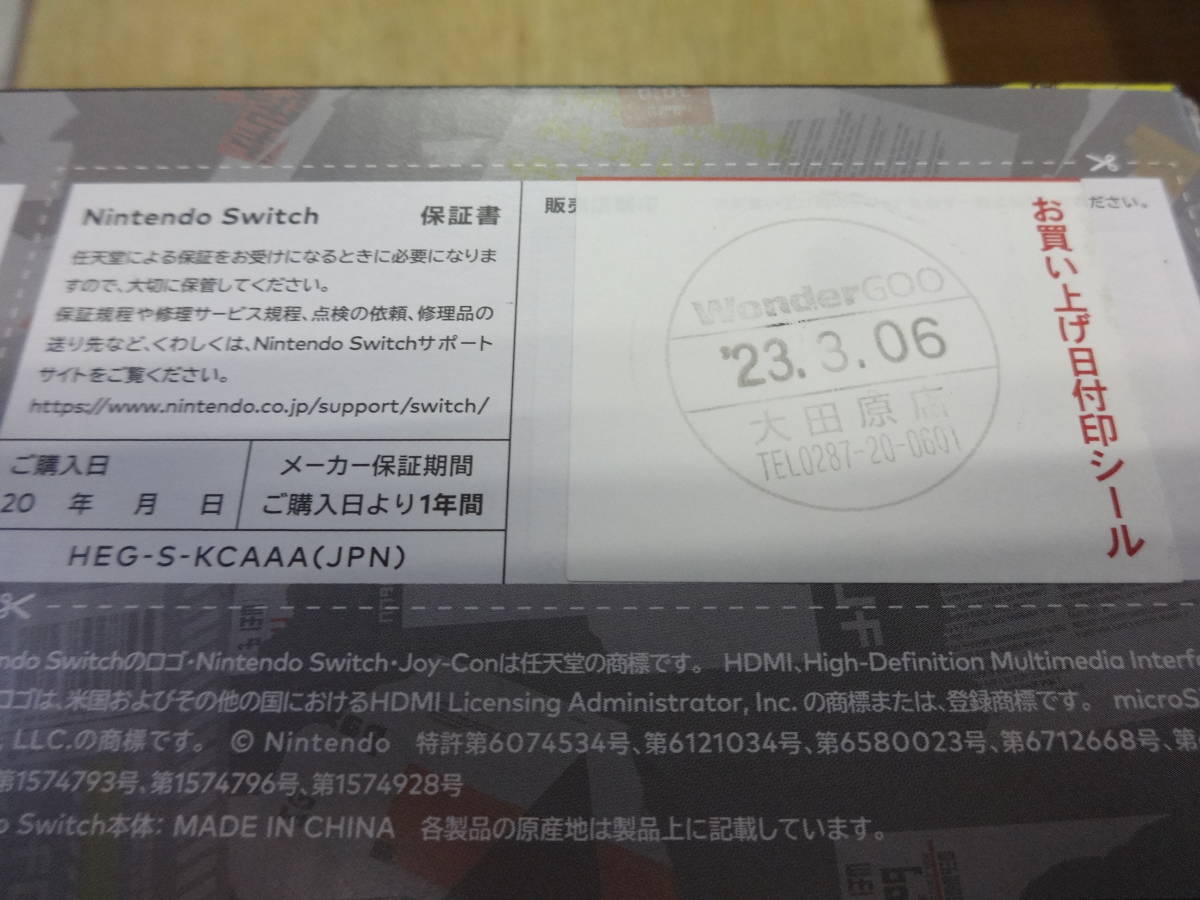 Nintendo Switch 保証書
任天堂による保証をお受けになるときに必要になりま
すので、大切に保管してください。
保証規程や修理サービス規程、点検の依頼、修理品の
送り先など、くわしくは、Nintendo Switchサポート
サイトをご覧ください。
https://www.nintendo.co.jp/support/switch/
ご購入日
20 年 月 日
メーカー保証期間
ご購入日より1年間
HEG-S-KCAAA(JPN)
販売
ださい。
WonderGOO
'23.3.06
大田原店
TEL0287-20-0601
お買い上げ日付印シール
ndo Switchのロゴ・Nintendo Switch・Joy-Conは任天堂の商標です。 HDMI、High-Definition Multimedia Interf
ロゴは、米国およびその他の国におけるHDMI Licensing Administrator, Inc. の商標または、登録商標です。 microS
, LLC.の商標です。 © Nintendo 特許第6074534号、第6121034号、第6580023号、第6712668号、第
第1574793号、第1574796号、第1574928号
o Switch本体: MADE IN CHINA 各製品の原産地は製品上に記載しています。